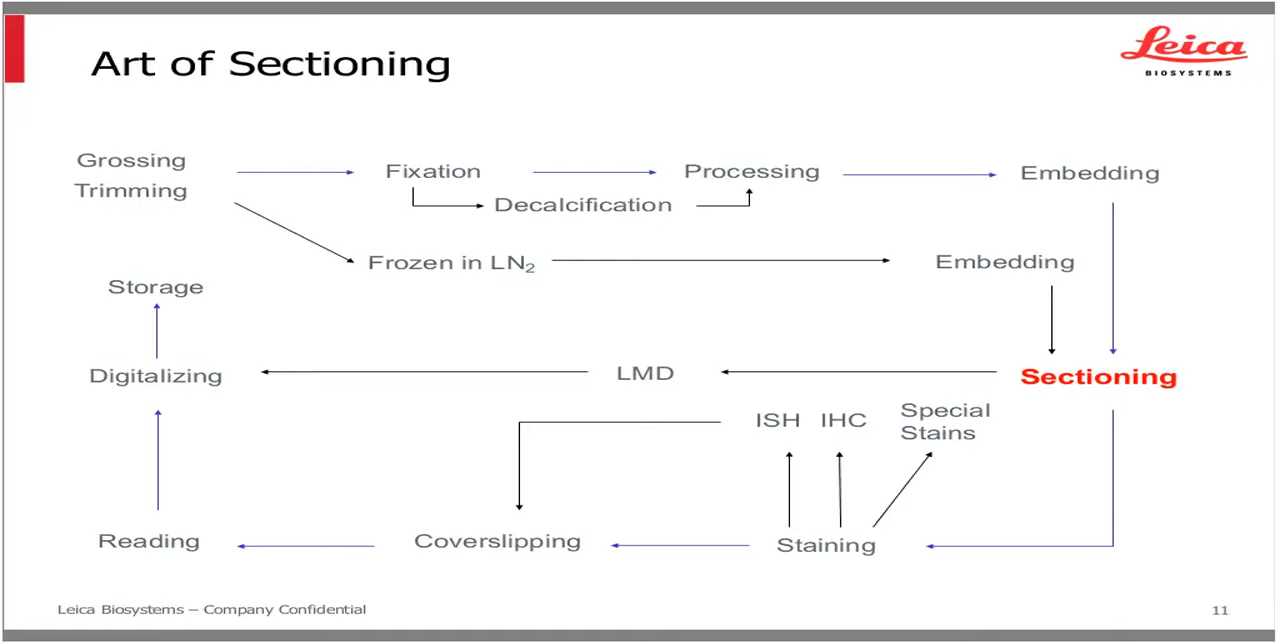 Art of Sectioning
Leica
BIOSYSTEMS
Grossing
Trimming
Fixation
Processing
Embedding
Decalcification
Frozen in LN₂
Embedding
Storage
Digitalizing
LMD
Sectioning
ISH IHC Special
Stains
Reading
Coverslipping
Staining
Leica Biosystems – Company Confidential
11